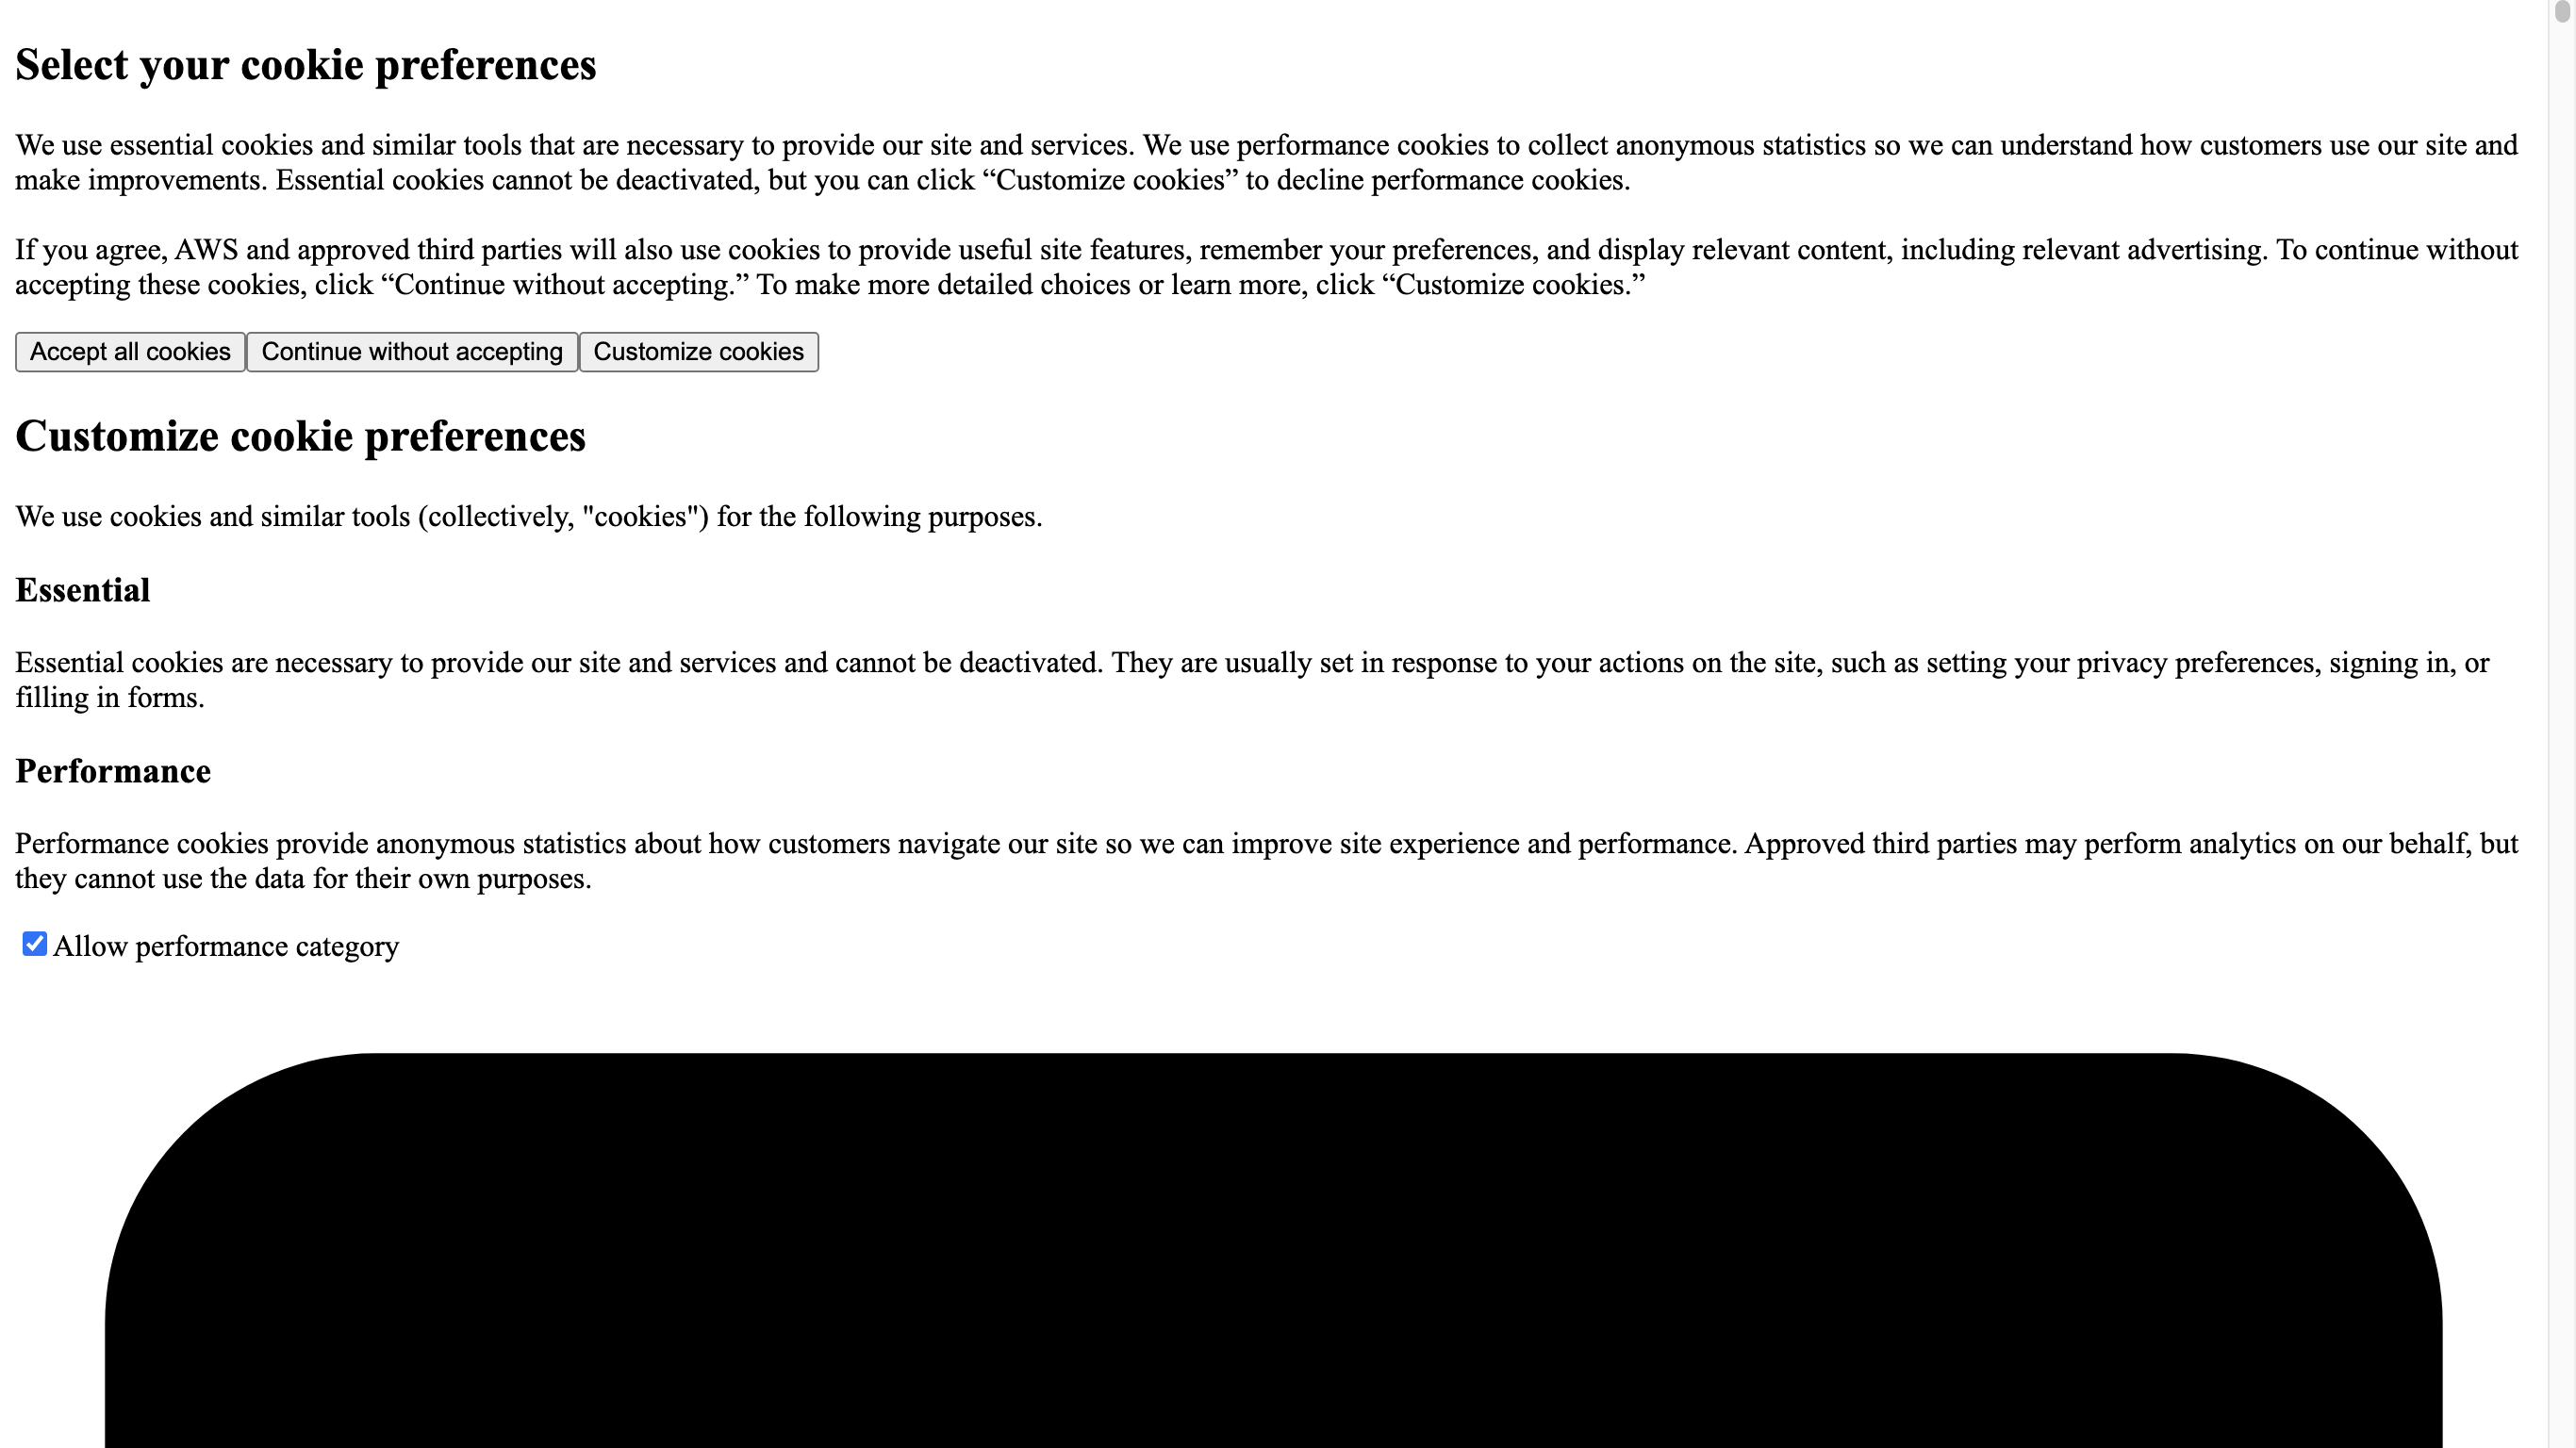 Select your cookie preferences
We use essential cookies and similar tools that are necessary to provide our site and services. We use performance cookies to collect anonymous statistics so we can understand how customers use our site and
make improvements. Essential cookies cannot be deactivated, but you can click “Customize cookies” to decline performance cookies.
If you agree, AWS and approved third parties will also use cookies to provide useful site features, remember your preferences, and display relevant content, including relevant advertising. To continue without
accepting these cookies, click “Continue without accepting.” To make more detailed choices or learn more, click “Customize cookies.”
Accept all cookies Continue without accepting Customize cookies
Customize cookie preferences
We use cookies and similar tools (collectively, "cookies") for the following purposes.
Essential
Essential cookies are necessary to provide our site and services and cannot be deactivated. They are usually set in response to your actions on the site, such as setting your privacy preferences, signing in, or
filling in forms.
Performance
Performance cookies provide anonymous statistics about how customers navigate our site so we can improve site experience and performance. Approved third parties may perform analytics on our behalf, but
they cannot use the data for their own purposes.
Allow performance category